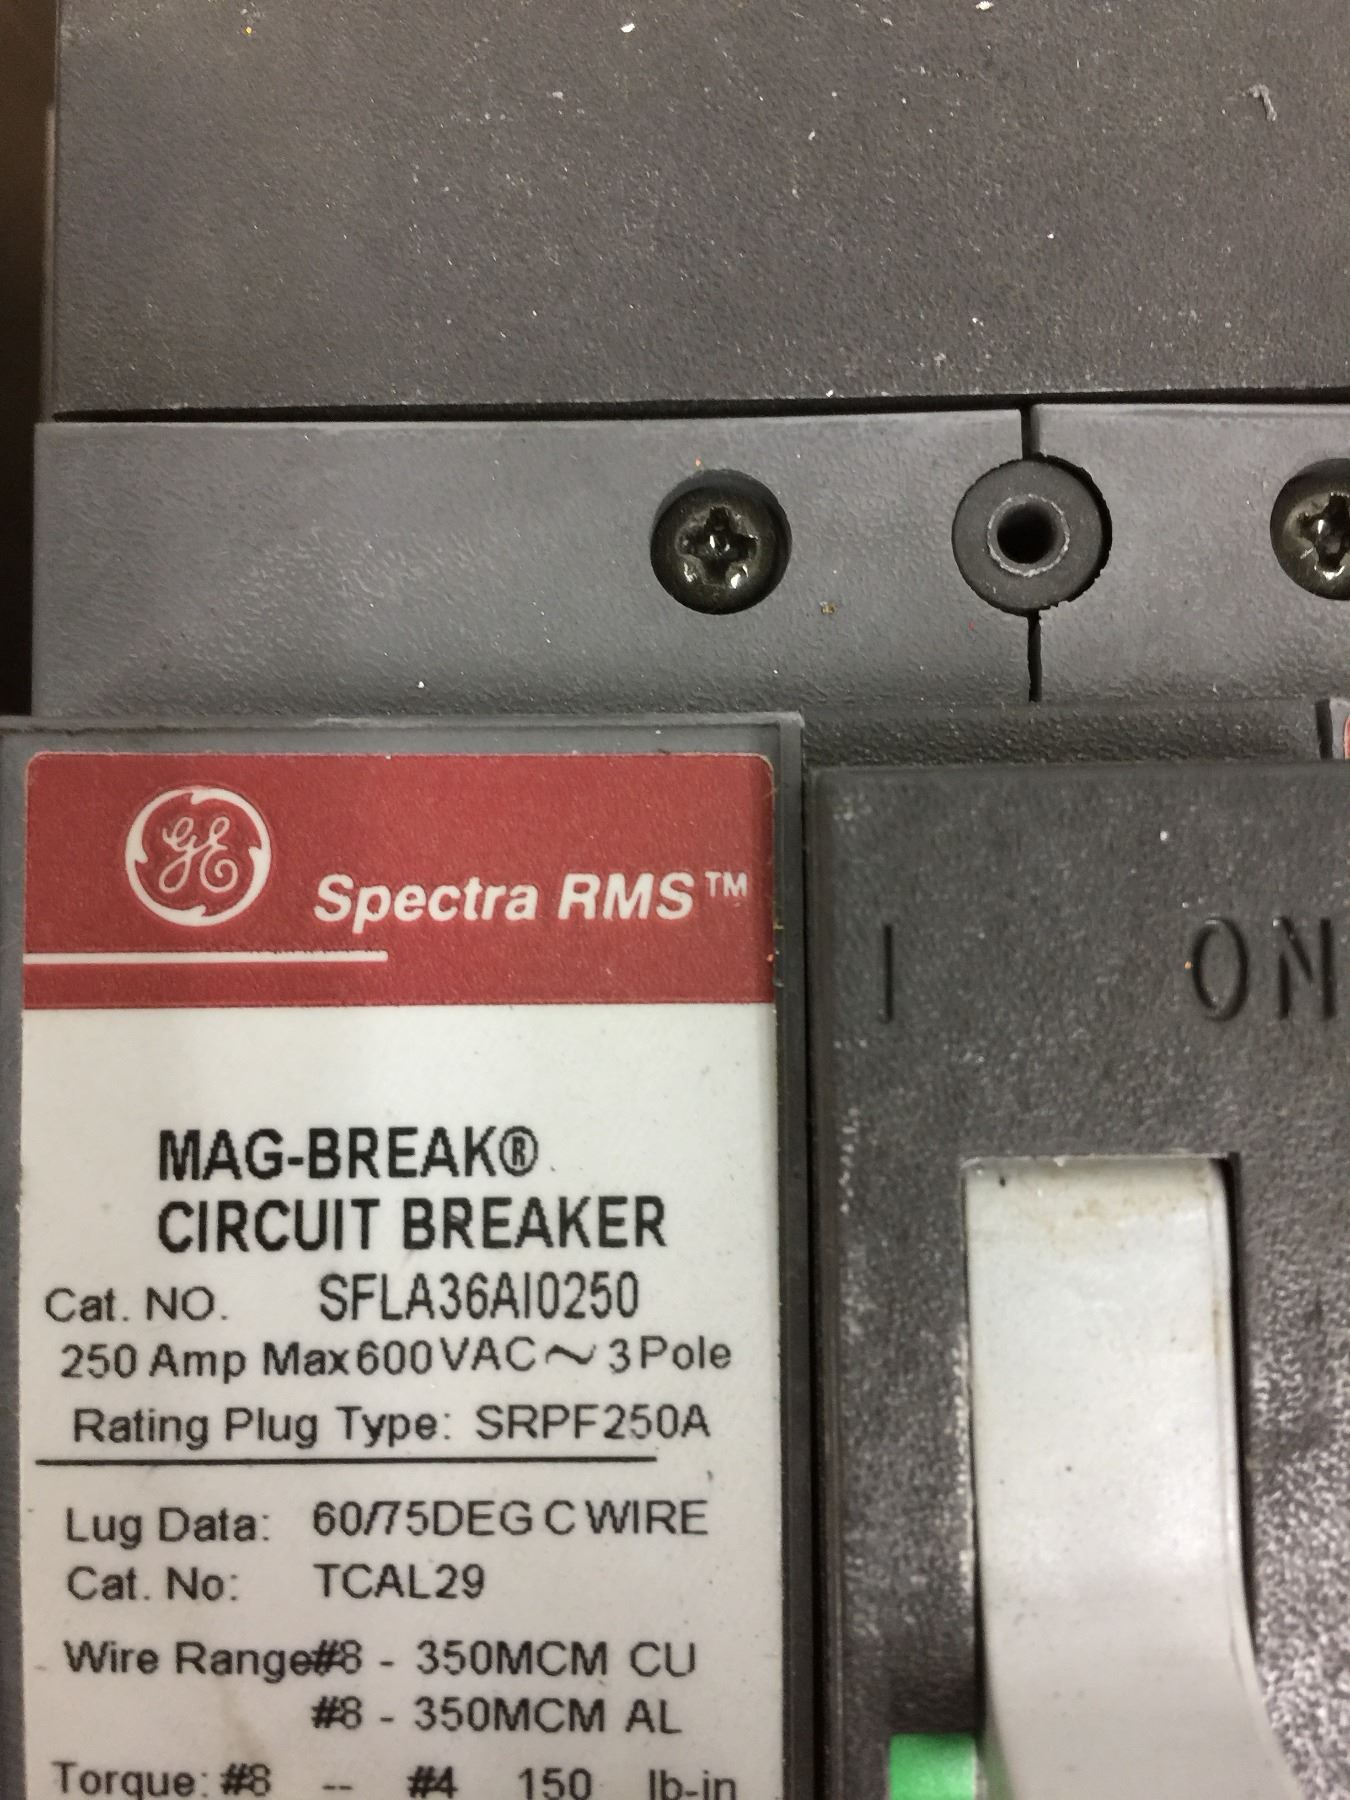 GE Spectra RMS™
I ON
MAG-BREAK®
CIRCUIT BREAKER
Cat. NO. SFLA36AI0250
250 Amp Max 600 VAC ~ 3 Pole
Rating Plug Type: SRPF250A
Lug Data: 60/75DEG C WIRE
Cat. No: TCAL29
Wire Range#8 - 350MCM CU
#8 - 350MCM AL
Torque: #8 -- #4 150 lb-in